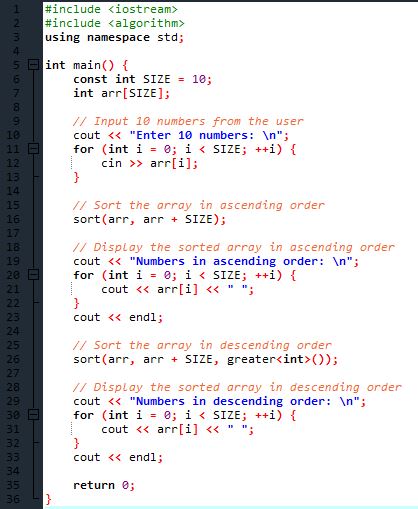 1 #include <iostream>
2 #include <algorithm>
3 using namespace std;
4
5 int main() {
6 const int SIZE = 10;
7 int arr[SIZE];
8
9 // Input 10 numbers from the user
10 cout << "Enter 10 numbers: \n";
11 for (int i = 0; i < SIZE; ++i) {
12 cin >> arr[i];
13 }
14
15 // Sort the array in ascending order
16 sort(arr, arr + SIZE);
17
18 // Display the sorted array in ascending order
19 cout << "Numbers in ascending order: \n";
20 for (int i = 0; i < SIZE; ++i) {
21 cout << arr[i] << " ";
22 }
23 cout << endl;
24
25 // Sort the array in descending order
26 sort(arr, arr + SIZE, greater<int>());
27
28 // Display the sorted array in descending order
29 cout << "Numbers in descending order: \n";
30 for (int i = 0; i < SIZE; ++i) {
31 cout << arr[i] << " ";
32 }
33 cout << endl;
34
35 return 0;
36 }